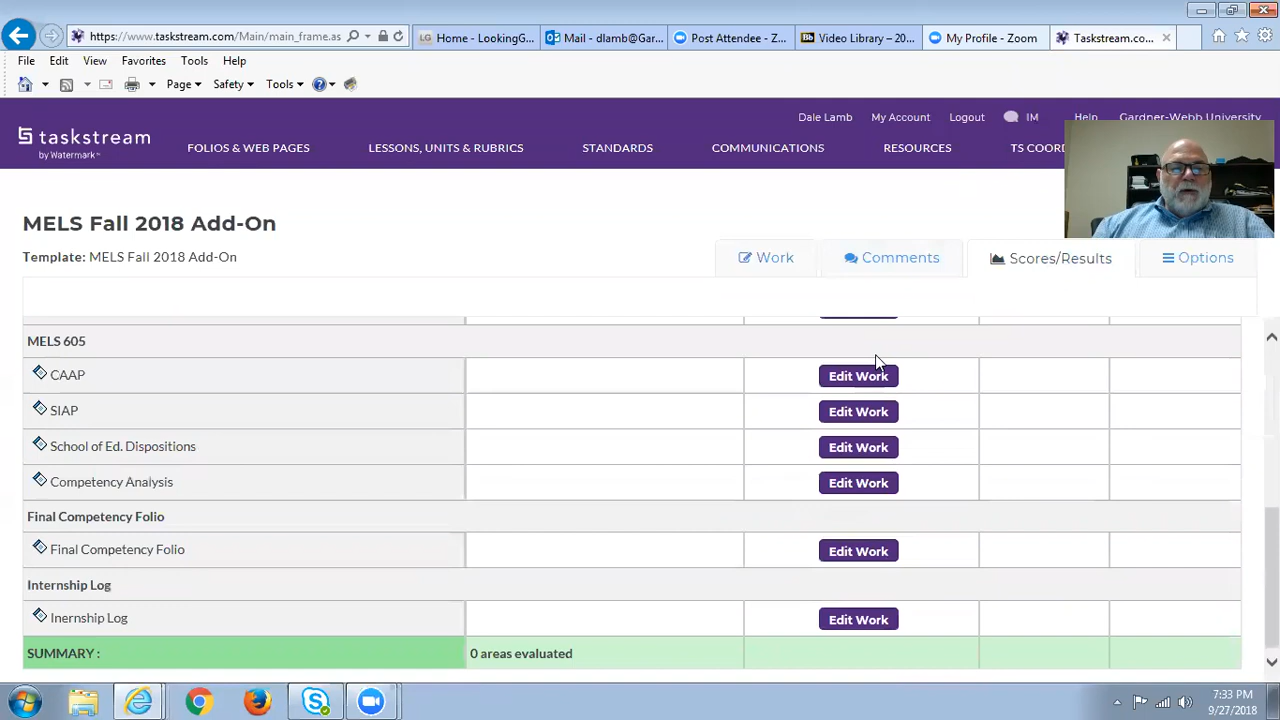 https://www.taskstream.com/Main/main_frame.as
Home - LookingG...
Mail - dlamb@Gar...
Post Attendee - Z...
Video Library – 20...
My Profile - Zoom
Taskstream.co...
File Edit View Favorites Tools Help
Page Safety Tools
Dale Lamb My Account Logout IM Help Gardner-Webb University
taskstream
by Watermark™
FOLIOS & WEB PAGES LESSONS, UNITS & RUBRICS STANDARDS COMMUNICATIONS RESOURCES TS COORD
MELS Fall 2018 Add-On
Template: MELS Fall 2018 Add-On
Work Comments Scores/Results Options
MELS 605
CAAP Edit Work
SIAP Edit Work
School of Ed. Dispositions Edit Work
Competency Analysis Edit Work
Final Competency Folio
Final Competency Folio Edit Work
Internship Log
Inernship Log Edit Work
SUMMARY : 0 areas evaluated
7:33 PM
9/27/2018